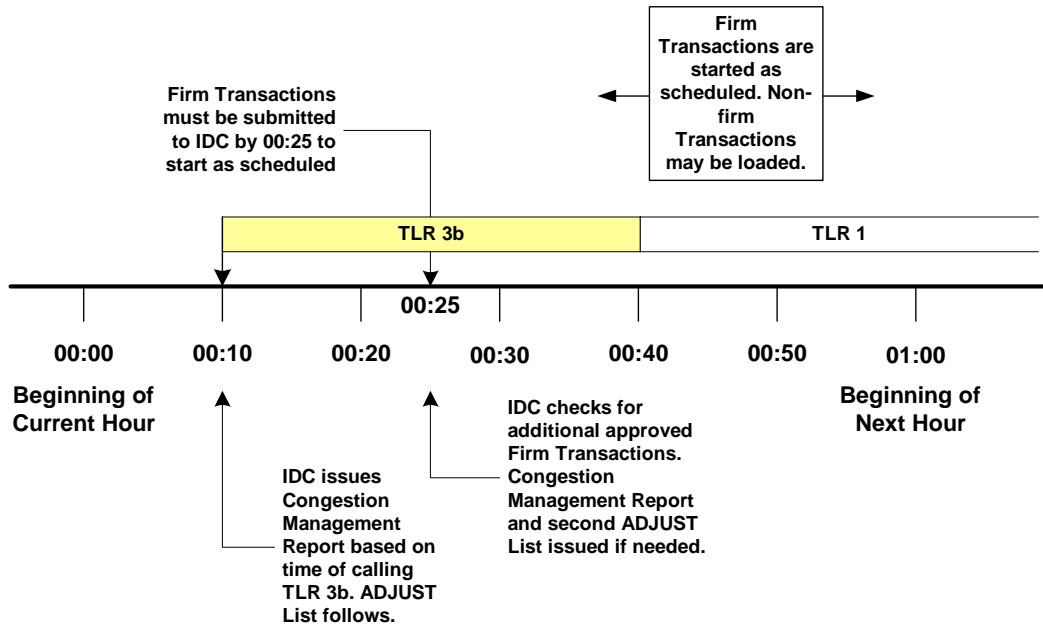 Firm
Transactions are
started as
scheduled. Non-
firm
Transactions
may be loaded.
Firm Transactions
must be submitted
to IDC by 00:25 to
start as scheduled
TLR 3b
TLR 1
00:25
00:00
00:10
00:20
00:30
00:40
00:50
01:00
Beginning of
Current Hour
Beginning of
Next Hour
IDC issues
Congestion
Management
Report based on
time of calling
TLR 3b. ADJUST
List follows.
IDC checks for
additional approved
Firm Transactions.
Congestion
Management Report
and second ADJUST
List issued if needed.